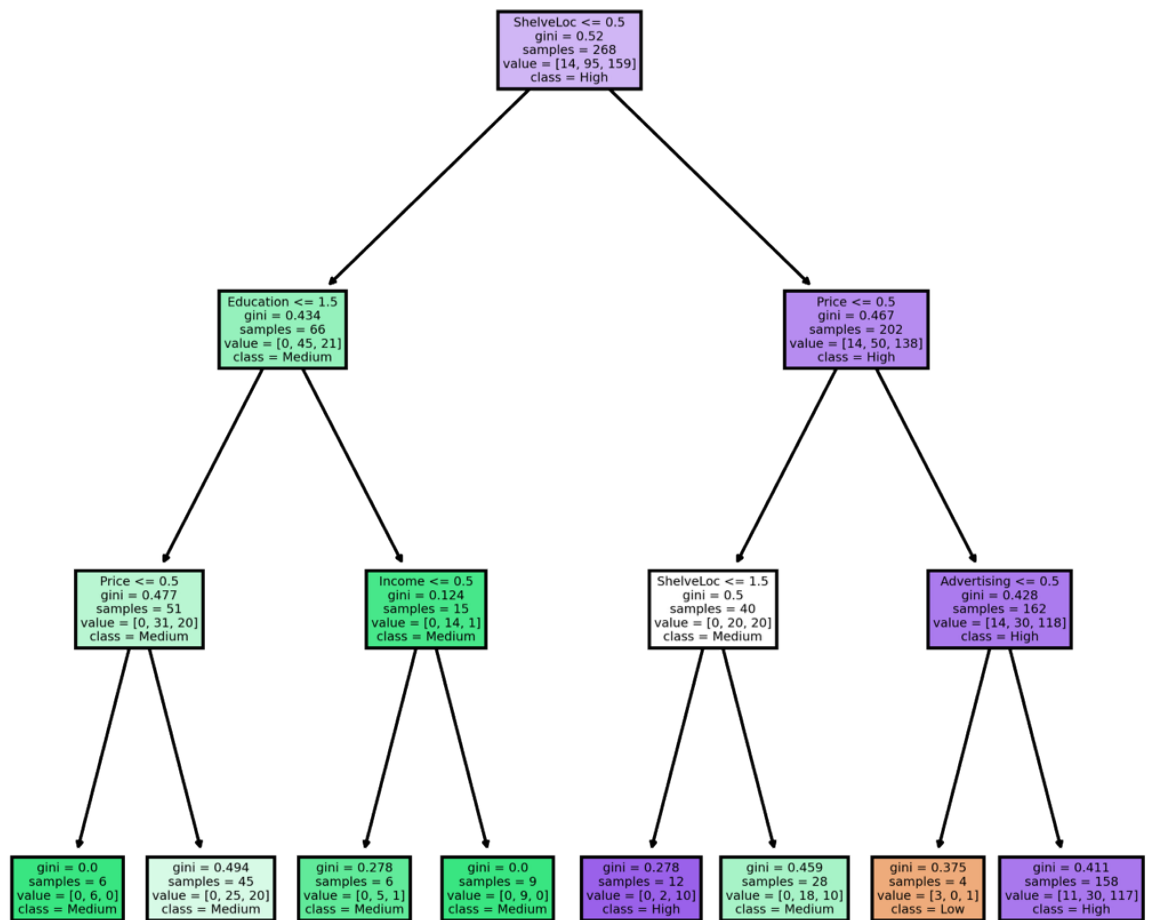 ShelveLoc <= 0.5
gini = 0.52
samples = 268
value = [14, 95, 159]
class = High
Education <= 1.5
gini = 0.434
samples = 66
value = [0, 45, 21]
class = Medium
Price <= 0.5
gini = 0.467
samples = 202
value = [14, 50, 138]
class = High
Price <= 0.5
gini = 0.477
samples = 51
value = [0, 31, 20]
class = Medium
Income <= 0.5
gini = 0.124
samples = 15
value = [0, 14, 1]
class = Medium
ShelveLoc <= 1.5
gini = 0.5
samples = 40
value = [0, 20, 20]
class = Medium
Advertising <= 0.5
gini = 0.428
samples = 162
value = [14, 30, 118]
class = High
gini = 0.0
samples = 6
value = [0, 6, 0]
class = Medium
gini = 0.494
samples = 45
value = [0, 25, 20]
class = Medium
gini = 0.278
samples = 6
value = [0, 5, 1]
class = Medium
gini = 0.0
samples = 9
value = [0, 9, 0]
class = Medium
gini = 0.278
samples = 12
value = [0, 2, 10]
class = High
gini = 0.459
samples = 28
value = [0, 18, 10]
class = Medium
gini = 0.375
samples = 4
value = [3, 0, 1]
class = Low
gini = 0.411
samples = 158
value = [11, 30, 117]
class = High